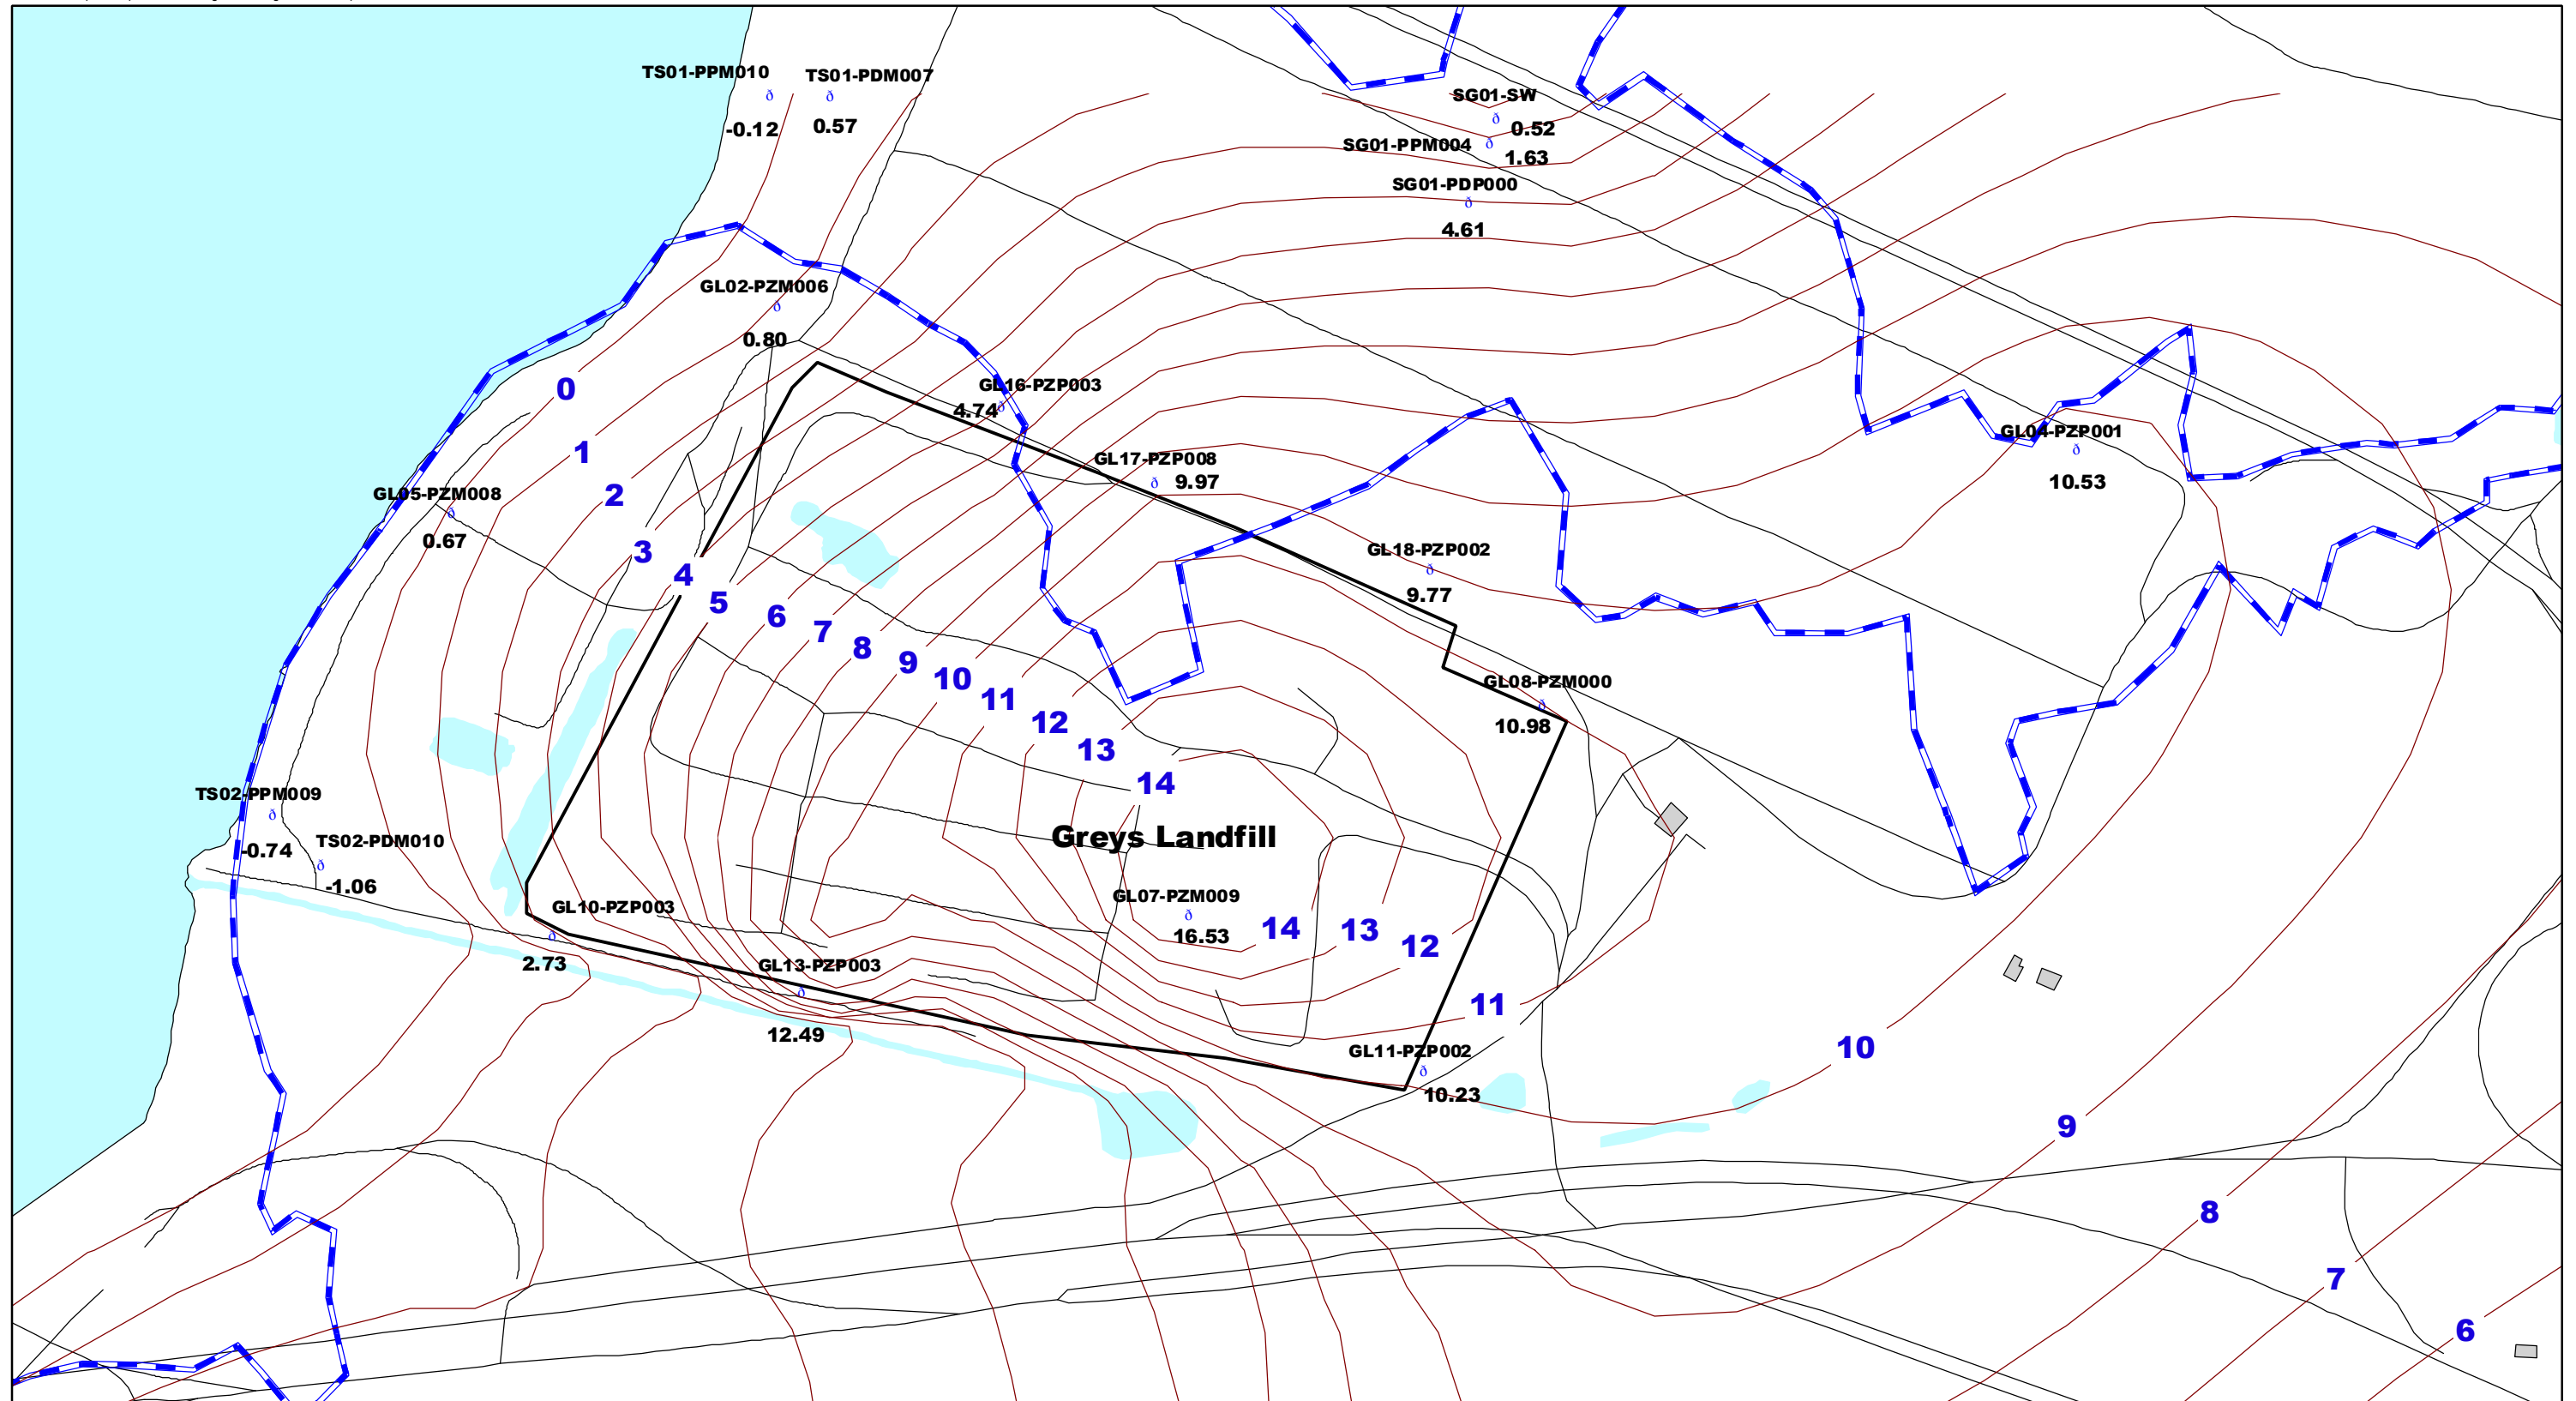 TS01-PPM010
TS01-PDM007
-0.12
0.57
SG01-SW
0.52
SG01-PPM004
1.63
SG01-PDP000
4.61
GL02-PZM006
0.80
0
GL16-PZP003
4.74
1
GL04-PZP001
10.53
GL17-PZP008
9.97
2
GL05-PZM008
0.67
3
GL18-PZP002
9.77
4
5
6
7
8
9
10
11
12
13
14
GL08-PZM000
10.98
TS02-PPM009
-0.74
TS02-PDM010
-1.06
Greys Landfill
GL10-PZP003
2.73
GL07-PZM009
16.53
14
13
12
11
GL13-PZP003
12.49
GL11-PZP002
10.23
10
9
8
7
6